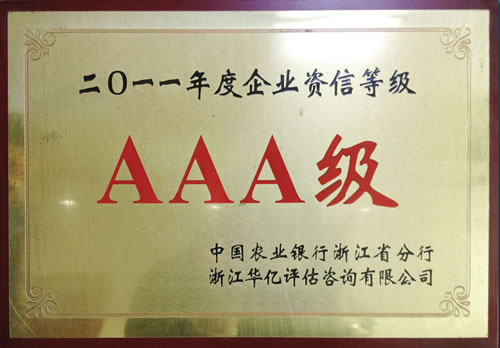 二〇一一年度企业资信等级
AAA级
中国农业银行浙江省分行
浙江华亿评估咨询有限公司